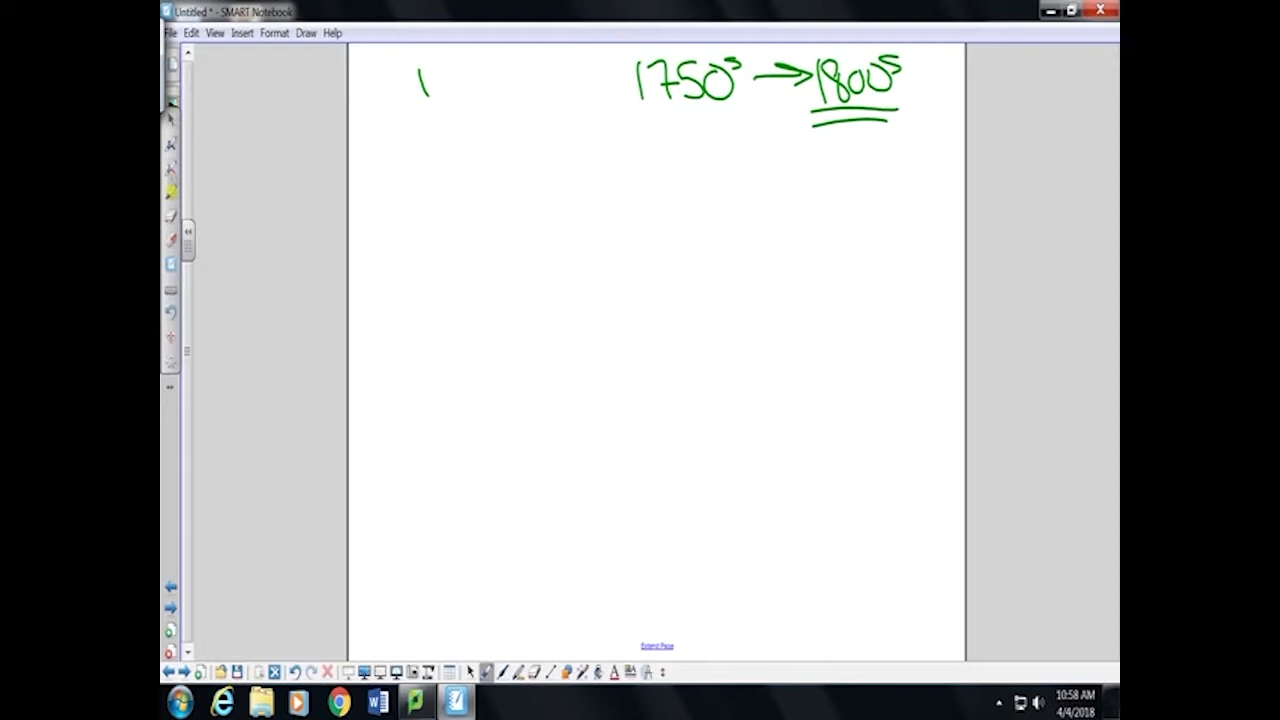 Untitled * - SMART Notebook
File Edit View Insert Format Draw Help
1 1750s → 1800s
Extend Page
10:58 AM
4/4/2018